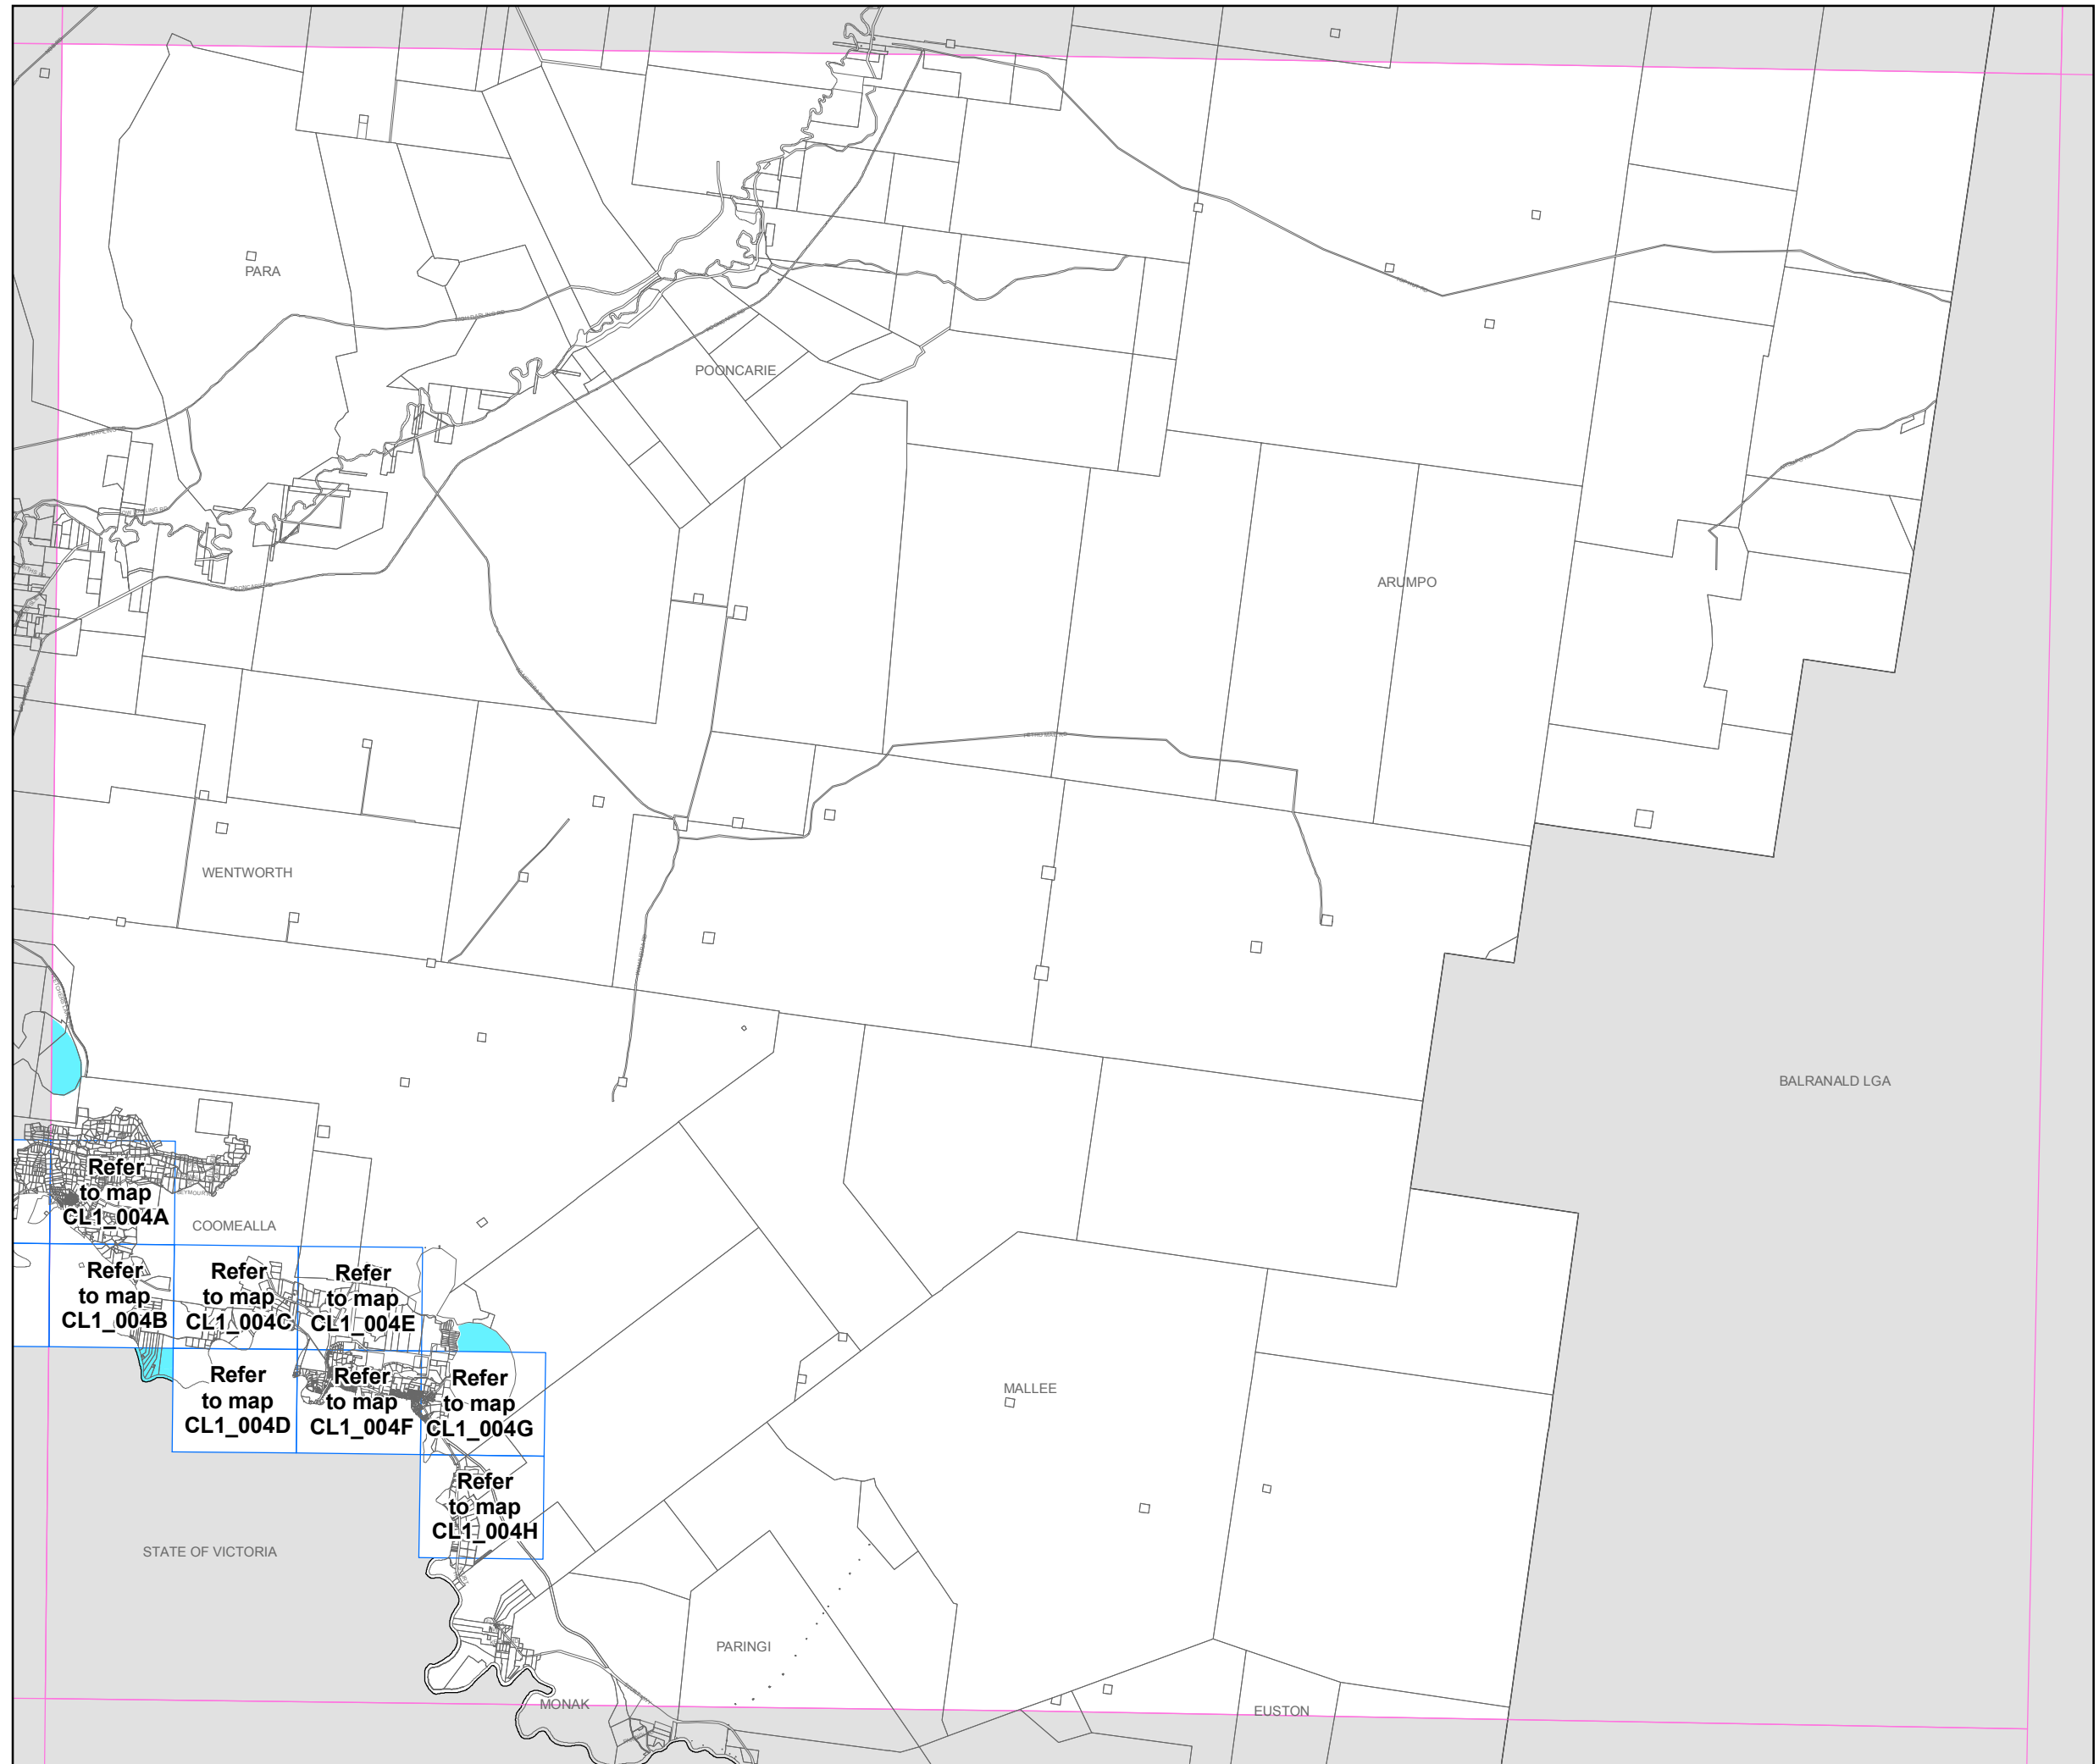 PARA
POONCARIE
ARUMPO
WENTWORTH
BALRANALD LGA
Refer
to map
CL1_004A
COOMEALLA
Refer
to map
CL1_004B
Refer
to map
CL1_004C
Refer
to map
CL1_004E
Refer
to map
CL1_004D
Refer
to map
CL1_004F
Refer
to map
CL1_004G
MALLEE
Refer
to map
CL1_004H
STATE OF VICTORIA
PARINGI
MONAK
EUSTON